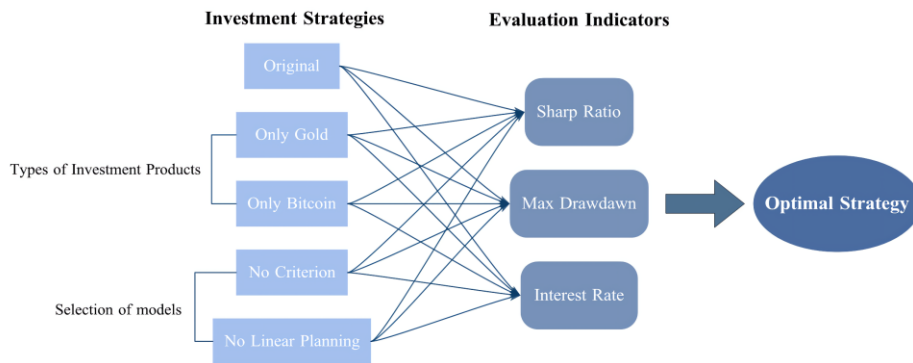 Investment Strategies
Evaluation Indicators
Original
Only Gold
Types of Investment Products
Only Bitcoin
No Criterion
Selection of models
No Linear Planning
Sharp Ratio
Max Drawdawn
Interest Rate
Optimal Strategy